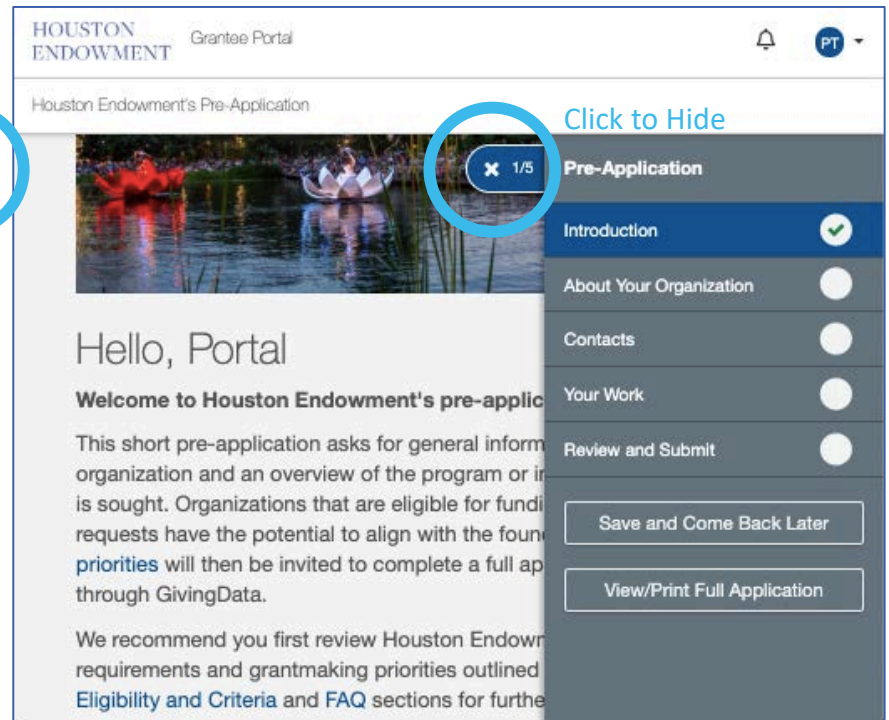 HOUSTON
ENDOWMENT
Grantee Portal
PT
Houston Endowment's Pre-Application
Click to Hide
1/5
Pre-Application
Introduction
About Your Organization
Contacts
Your Work
Review and Submit
Save and Come Back Later
View/Print Full Application
Hello, Portal
Welcome to Houston Endowment's pre-applic
This short pre-application asks for general inform
organization and an overview of the program or in
is sought. Organizations that are eligible for fundi
requests have the potential to align with the foun
priorities will then be invited to complete a full ap
through GivingData.
We recommend you first review Houston Endowm
requirements and grantmaking priorities outlined
Eligibility and Criteria and FAQ sections for furthe